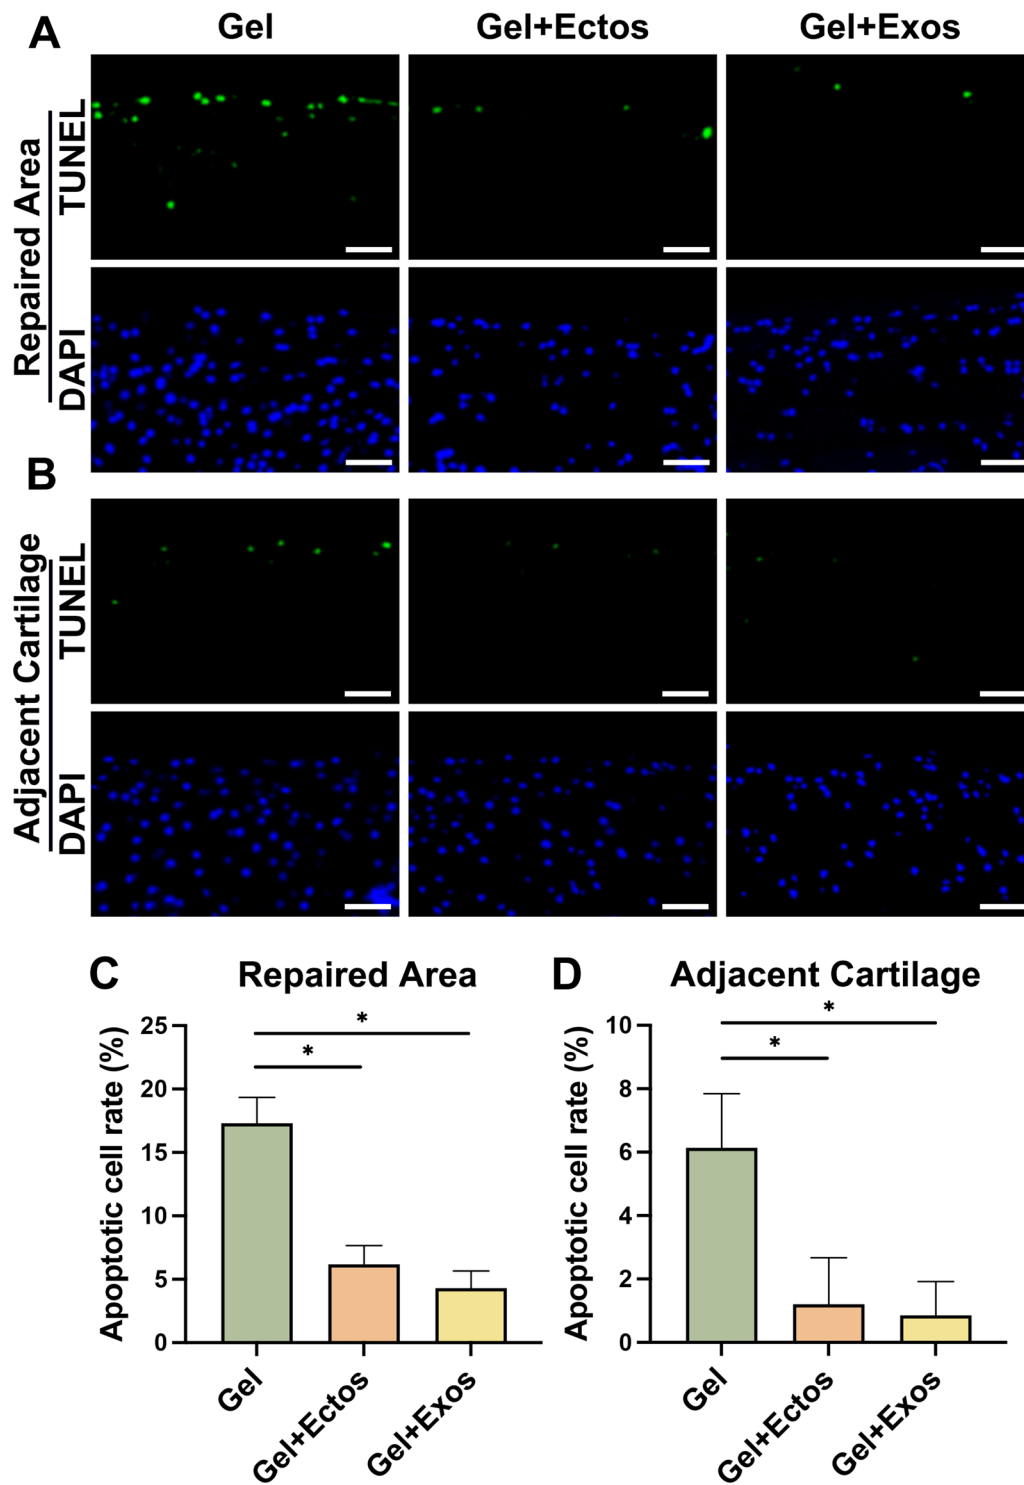 A
Gel
Gel+Ectos
Gel+Exos
Repaired Area
TUNEL
DAPI
B
Adjacent Cartilage
TUNEL
DAPI
C
Repaired Area
Apoptotic cell rate (%)
25
20
15
10
5
0
*
*
Gel
Gel+Ectos
Gel+Exos
D
Adjacent Cartilage
Apoptotic cell rate (%)
10
8
6
4
2
0
*
*
Gel
Gel+Ectos
Gel+Exos